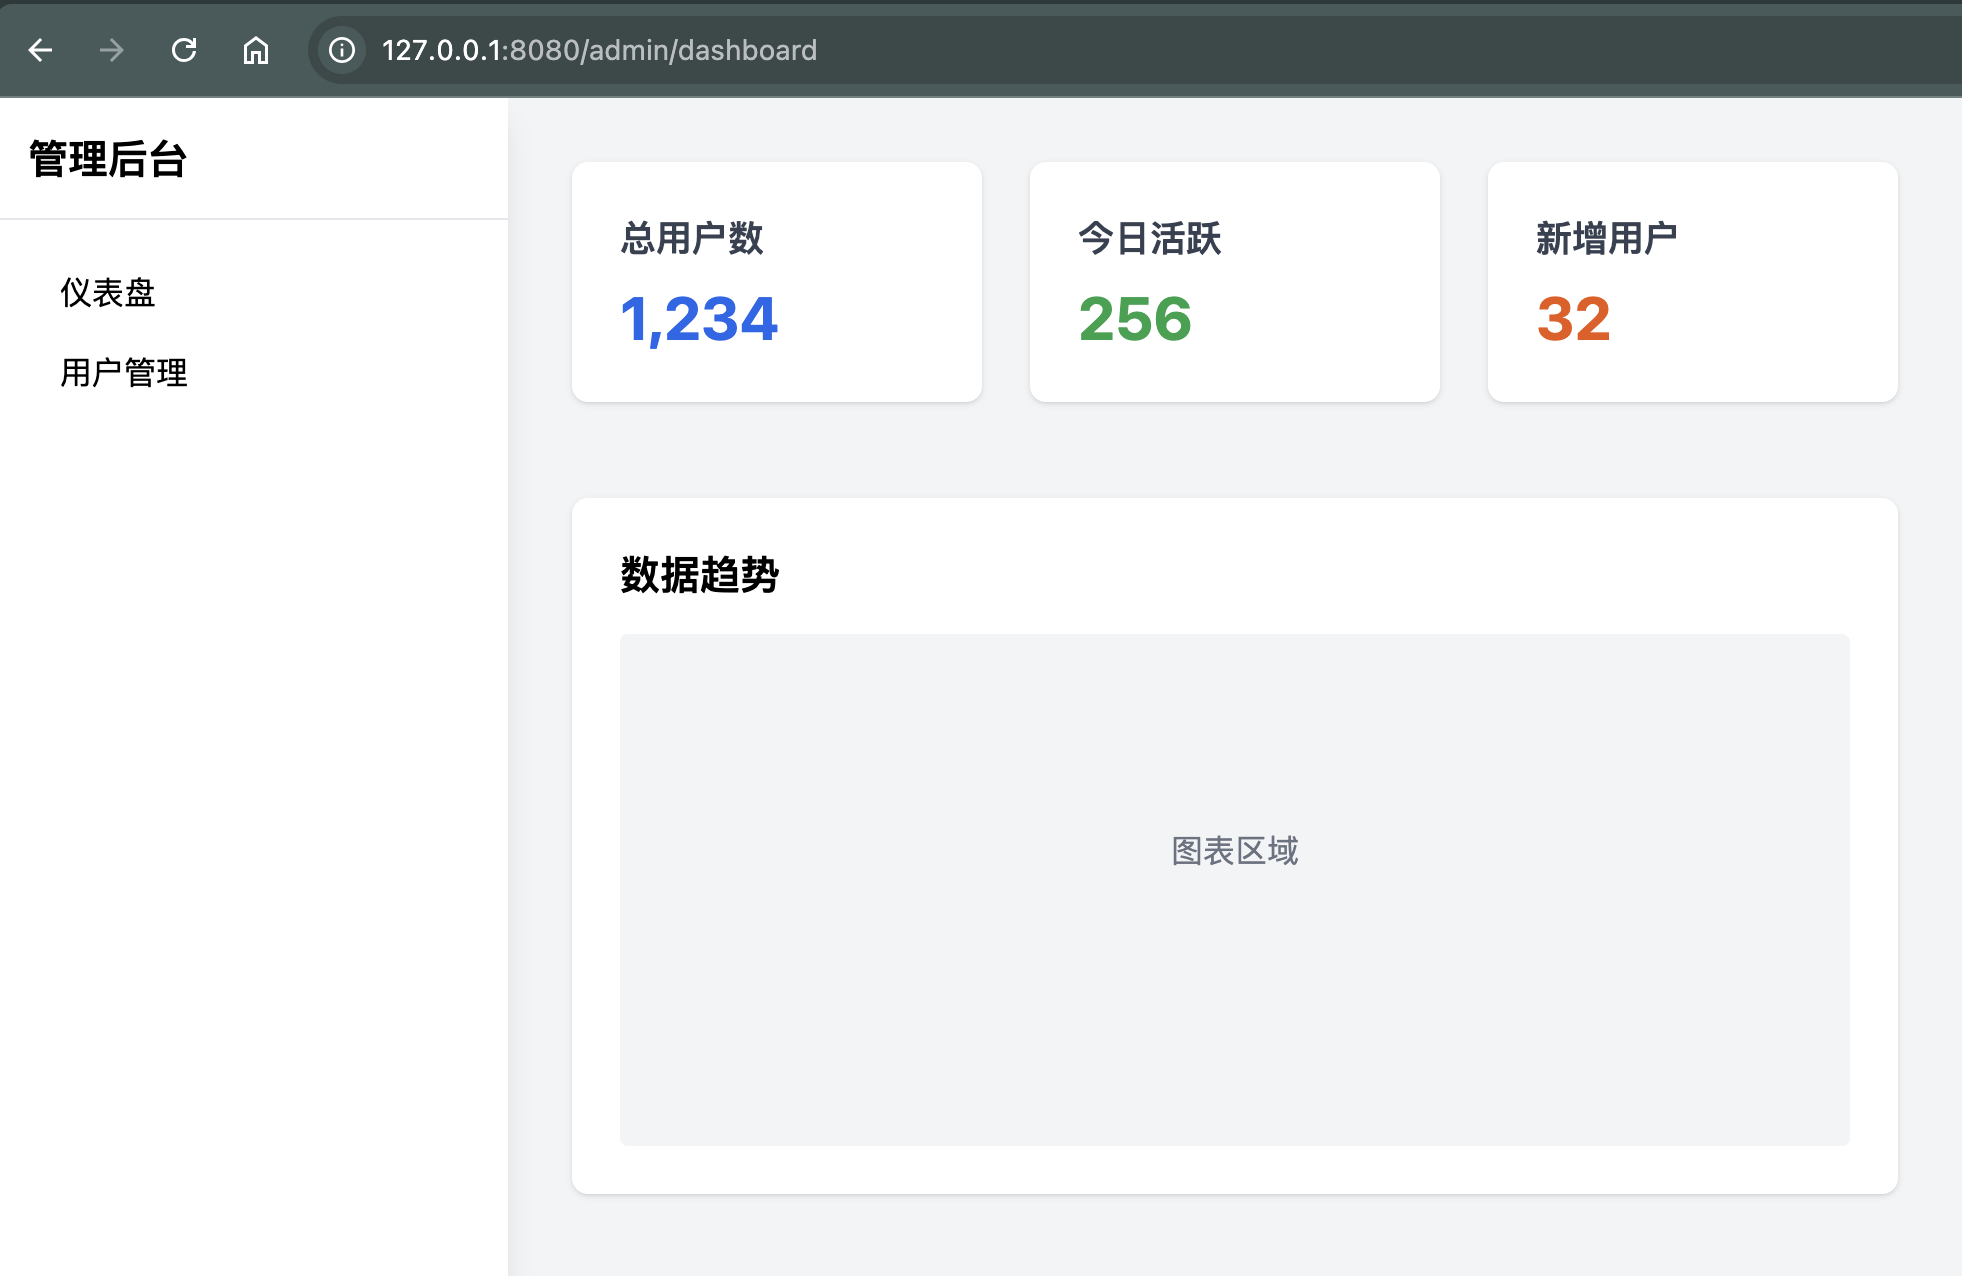 127.0.0.1:8080/admin/dashboard
管理后台
仪表盘
用户管理
总用户数
1,234
今日活跃
256
新增用户
32
数据趋势
图表区域